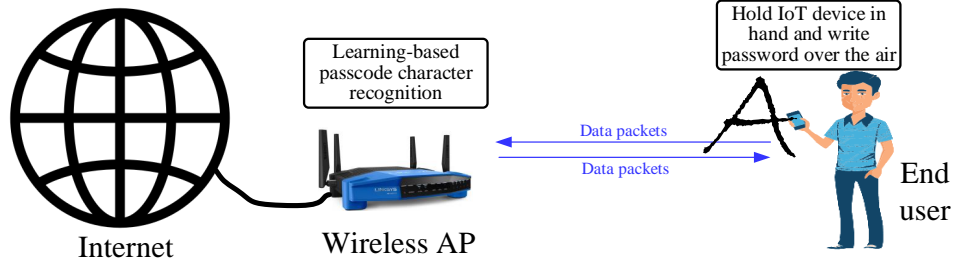 Learning-based
passcode character
recognition
Hold IoT device in
hand and write
password over the air
A
Data packets
Data packets
LINKSYS
Internet
Wireless AP
End
user